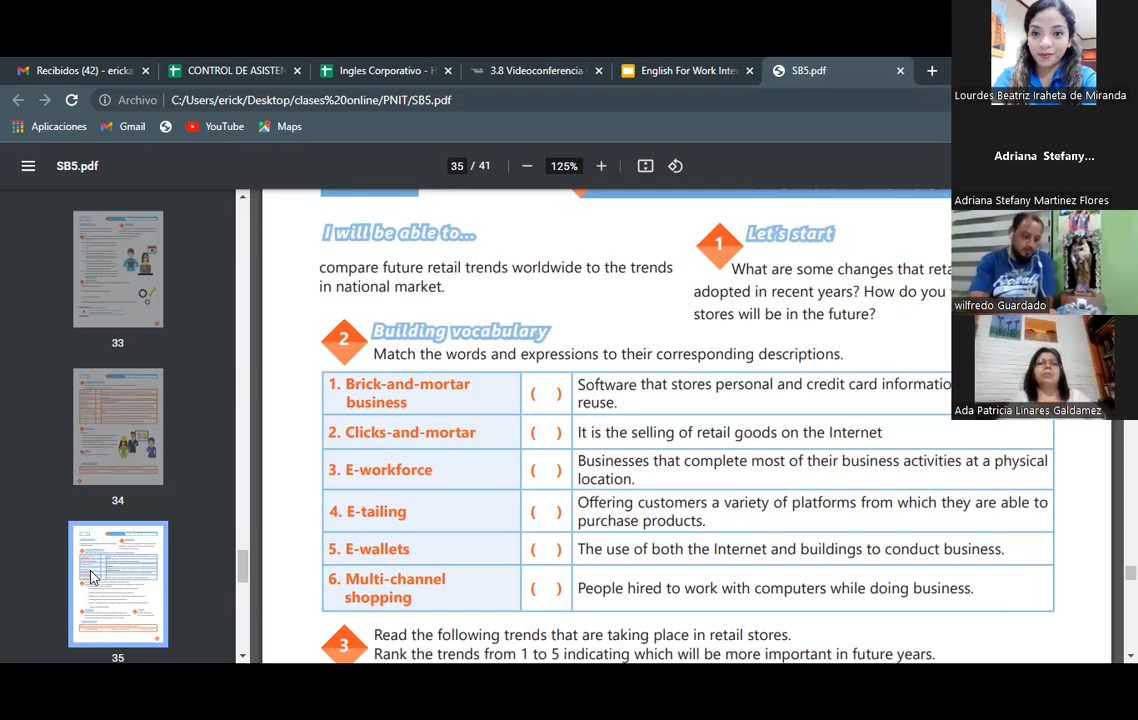 Recibidos (42) - ericka
CONTROL DE ASISTEN
Ingles Corporativo - H
3.8 Videoconferencia
English For Work Inte
SB5.pdf
Archivo
C:/Users/erick/Desktop/clases%20online/PNIT/SB5.pdf
Aplicaciones
Gmail
YouTube
Maps
SB5.pdf
35 / 41
125%
33
34
35
I will be able to...
compare future retail trends worldwide to the trends
in national market.
1
Let's start
What are some changes that reta
adopted in recent years? How do you
stores will be in the future?
2
Building vocabulary
Match the words and expressions to their corresponding descriptions.
1. Brick-and-mortar
business
( )
Software that stores personal and credit card informatio
reuse.
2. Clicks-and-mortar
( )
It is the selling of retail goods on the Internet
3. E-workforce
( )
Businesses that complete most of their business activities at a physical
location.
4. E-tailing
( )
Offering customers a variety of platforms from which they are able to
purchase products.
5. E-wallets
( )
The use of both the Internet and buildings to conduct business.
6. Multi-channel
shopping
( )
People hired to work with computers while doing business.
3
Read the following trends that are taking place in retail stores.
Rank the trends from 1 to 5 indicating which will be more important in future years.
Lourdes Beatriz Iraheta de Miranda
Adriana Stefany...
Adriana Stefany Martinez Flores
wilfredo Guardado
Ada Patricia Linares Galdamez